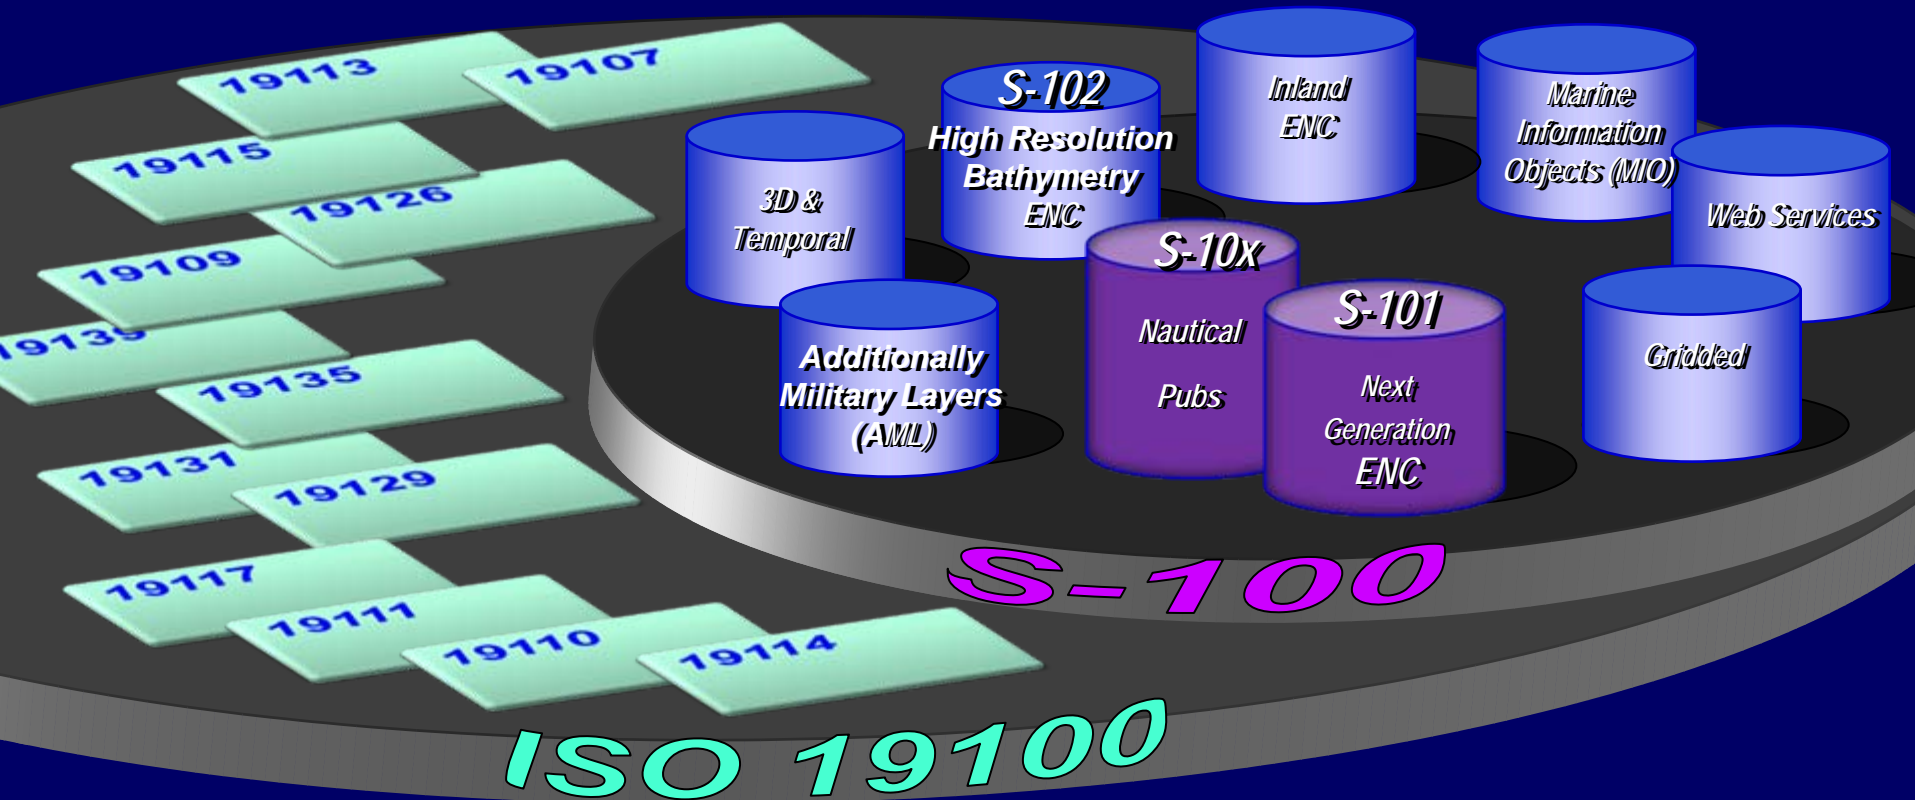 19113
19107
19115
19126
19109
19139
19135
19131
19129
19117
19111
19110
19114
ISO 19100
S-100
3D &
Temporal
S-102
High Resolution
Bathymetry
ENC
Inland
ENC
Marine
Information
Objects (MIO)
Web Services
Additionally
Military Layers
(AML)
S-10x
Nautical
Pubs
S-101
Next
Generation
ENC
Gridded